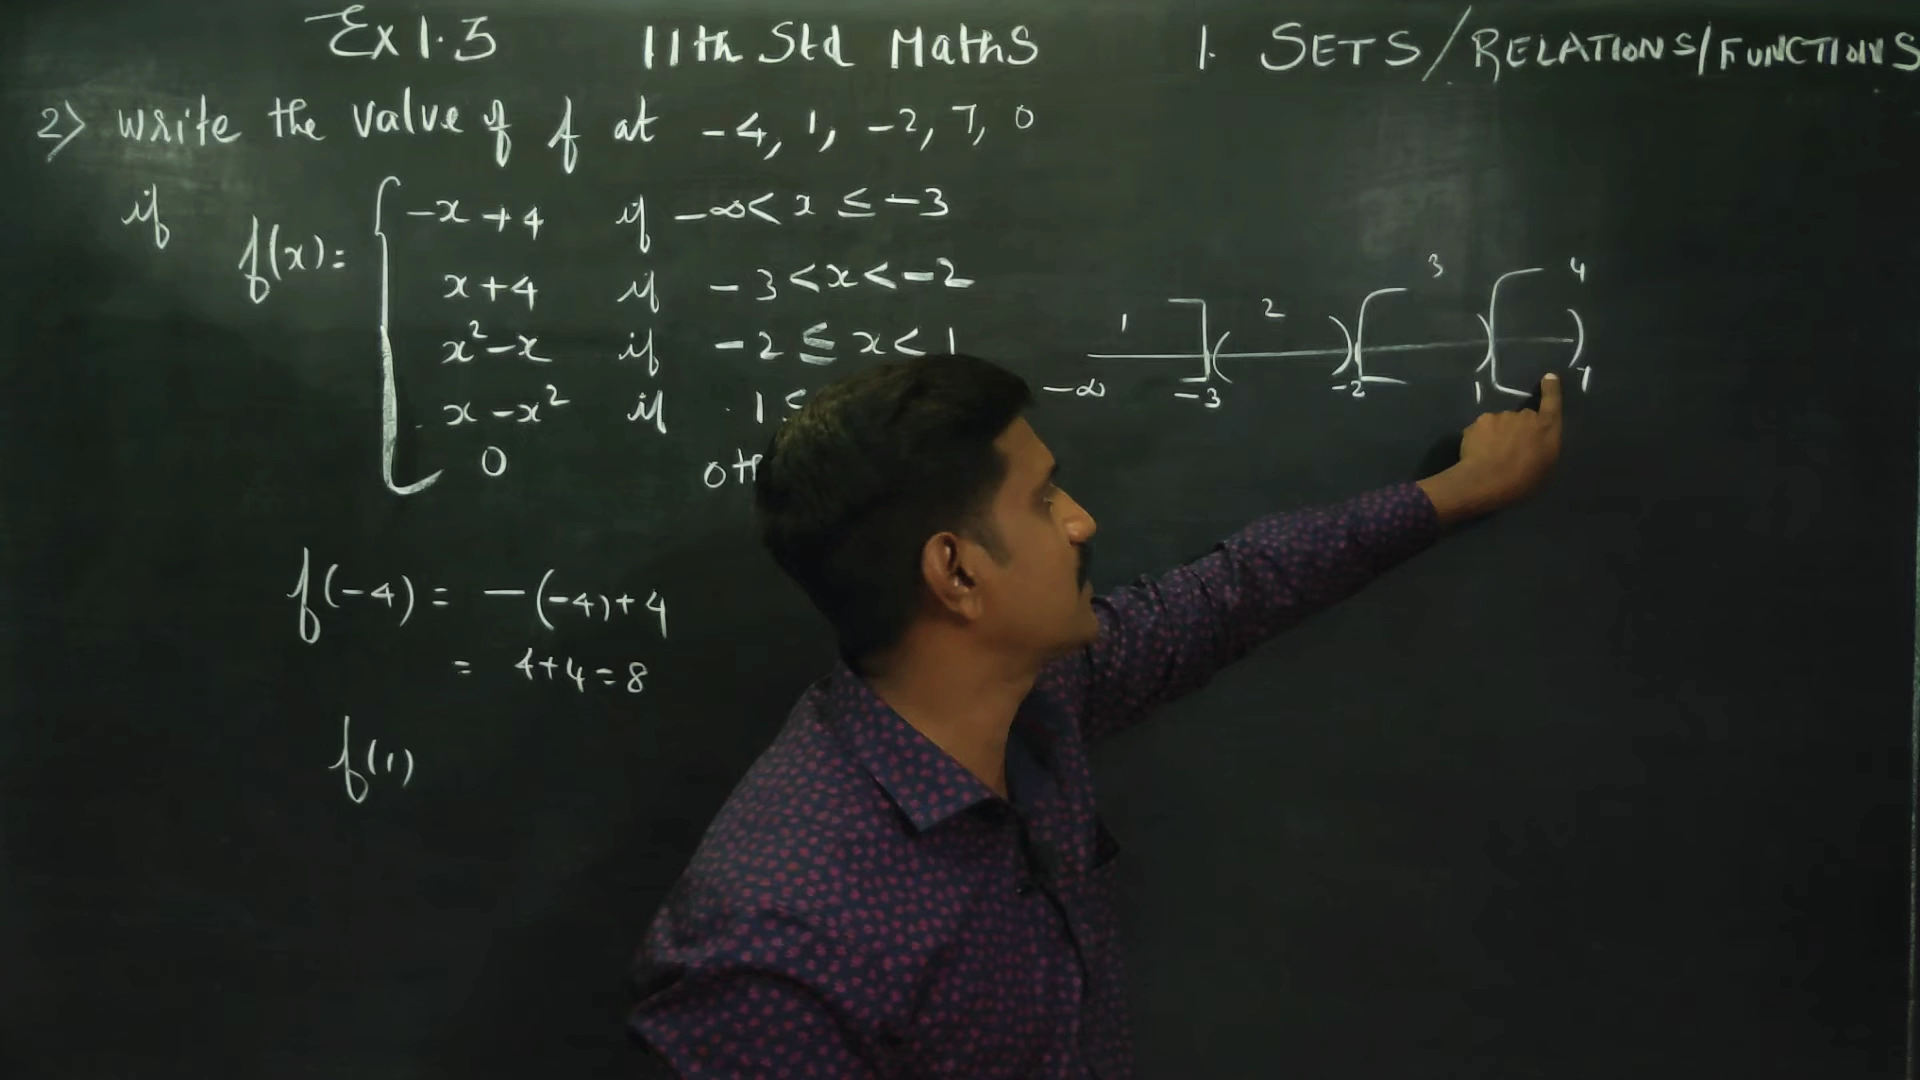 Ex 1.3 11th Std Maths 1. SETS/RELATIONS/FUNCTIONS
2) Write the value of f at -4, 1, -2, 7, 0
if f(x) =
-x + 4 if -∞ < x ≤ -3
x + 4 if -3 < x < -2
x² - x if -2 ≤ x < 1
x - x² if 1 ≤
0
1 2 3 4
-∞ -3 -2 1 7
f(-4) = -(-4) + 4
= 4 + 4 = 8
f(1)